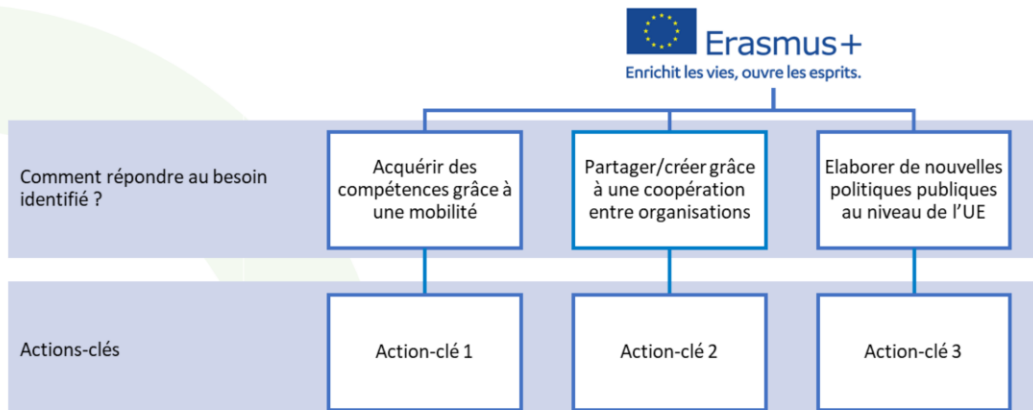 Erasmus+
Enrichit les vies, ouvre les esprits.
Comment répondre au besoin
identifié ?
Acquérir des
compétences grâce à
une mobilité
Partager/créer grâce
à une coopération
entre organisations
Elaborer de nouvelles
politiques publiques
au niveau de l’UE
Actions-clés
Action-clé 1
Action-clé 2
Action-clé 3